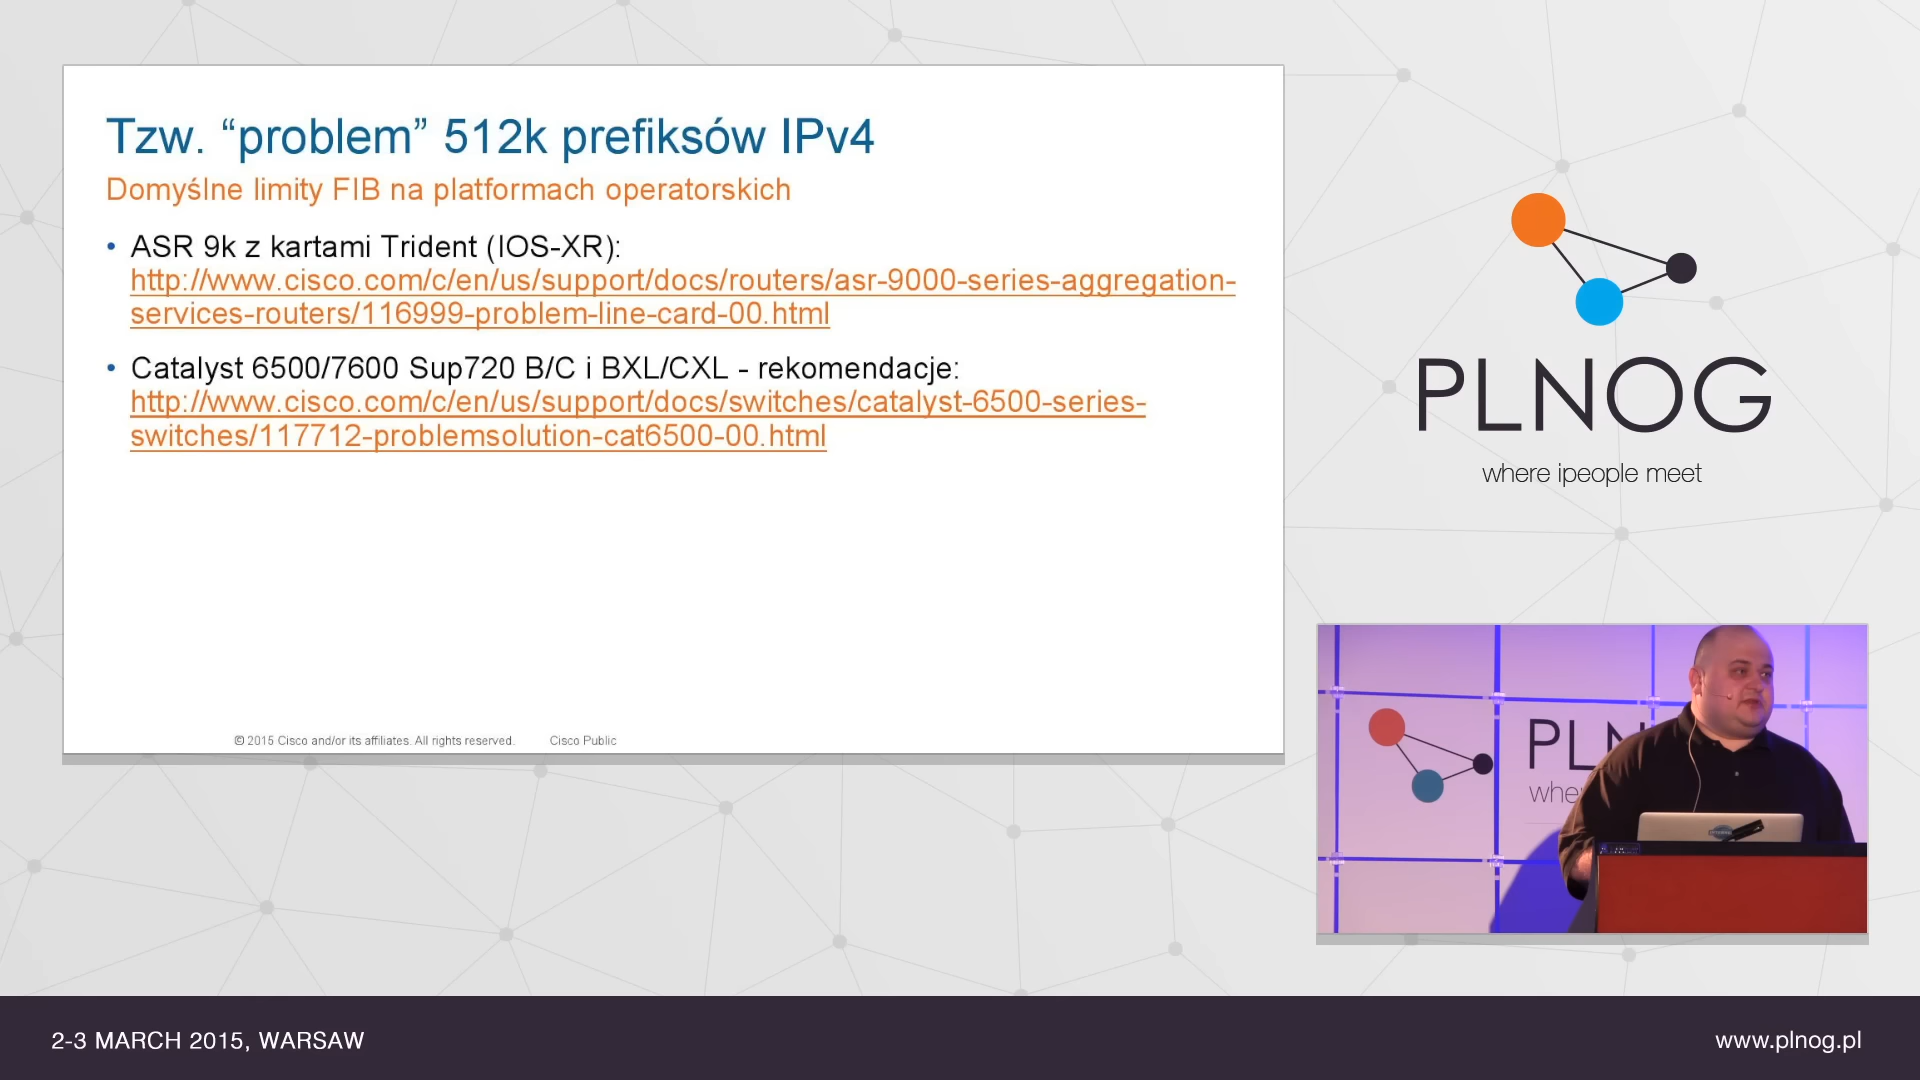 Tzw. “problem” 512k prefiksów IPv4
Domyślne limity FIB na platformach operatorskich
• ASR 9k z kartami Trident (IOS-XR):
http://www.cisco.com/c/en/us/support/docs/routers/asr-9000-series-aggregation-
services-routers/116999-problem-line-card-00.html
• Catalyst 6500/7600 Sup720 B/C i BXL/CXL - rekomendacje:
http://www.cisco.com/c/en/us/support/docs/switches/catalyst-6500-series-
switches/117712-problemsolution-cat6500-00.html
© 2015 Cisco and/or its affiliates. All rights reserved. Cisco Public
PLNOG
where ipeople meet
PLN
whe
2-3 MARCH 2015, WARSAW
www.plnog.pl